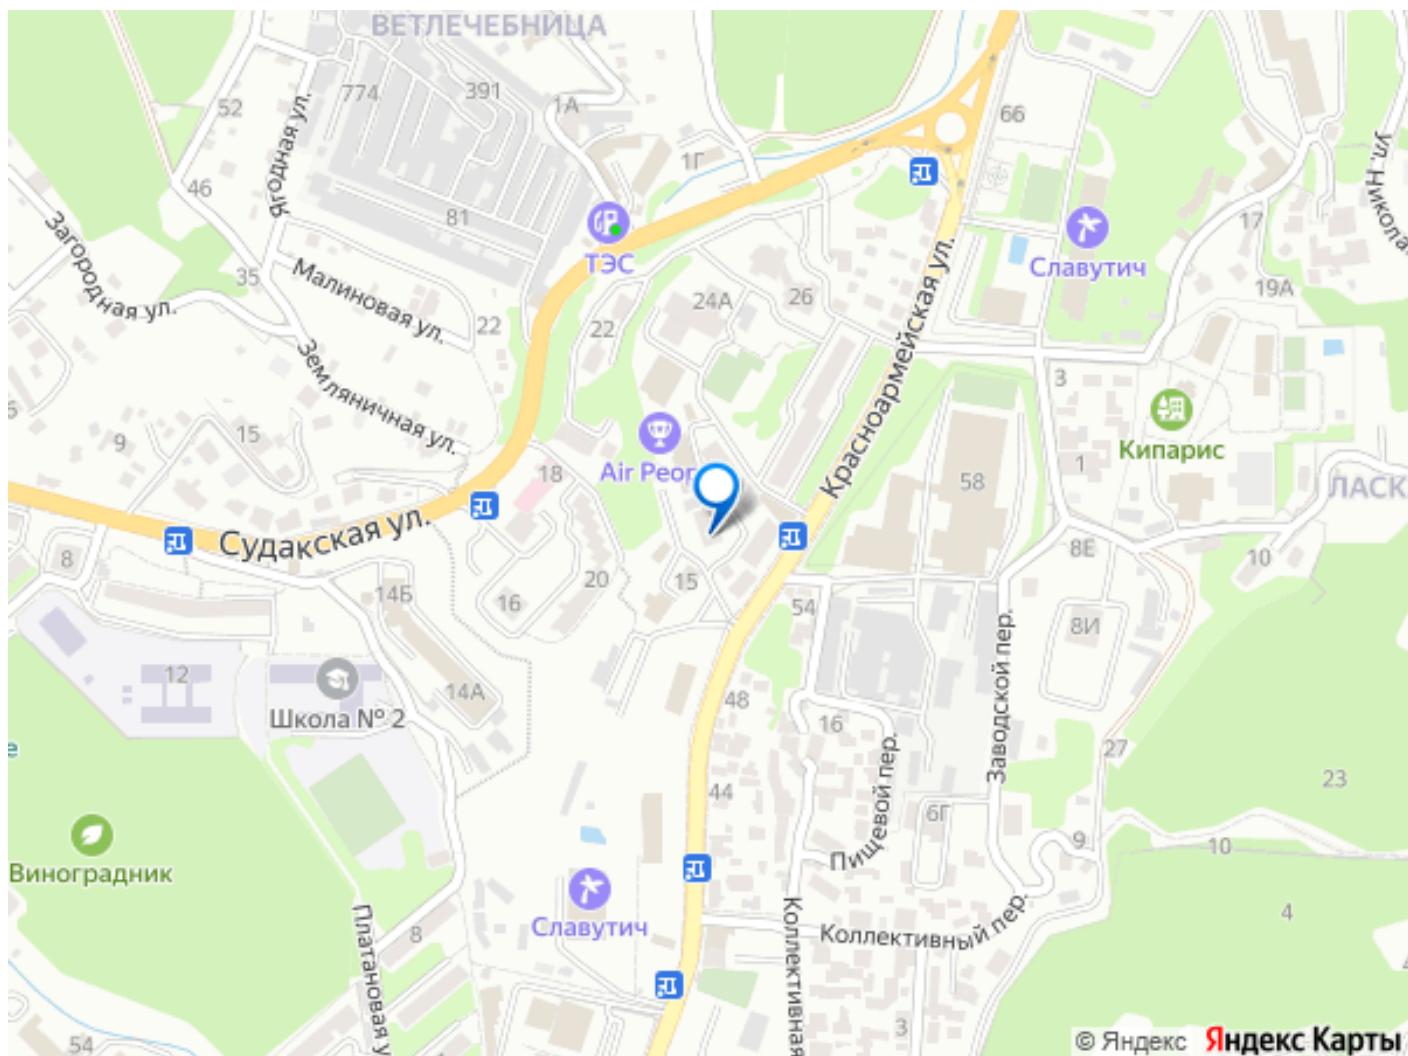 ВЕТЛЕЧЕБНИЦА
774
391
1А
52
66
Ягодная ул.
1Г
ул. Никола
46
81
17
ТЭС
Славутич
Загородная ул.
35
Малиновая ул.
22
24А
26
19А
22
Красноармейская ул.
Земляничная ул.
3
15
9
Кипарис
Air Peop
18
1
58
ЛАСК
Судакская ул.
8
8Е
10
14Б
20
15
16
54
8И
12
14А
Школа № 2
48
16
Заводской пер.
27
44
23
6Г
Пищевой пер.
9
10
Виноградник
Славутич
8
Платановая у
Коллективная
Коллективный пер.
4
3
54
© Яндекс Яндекс Карты